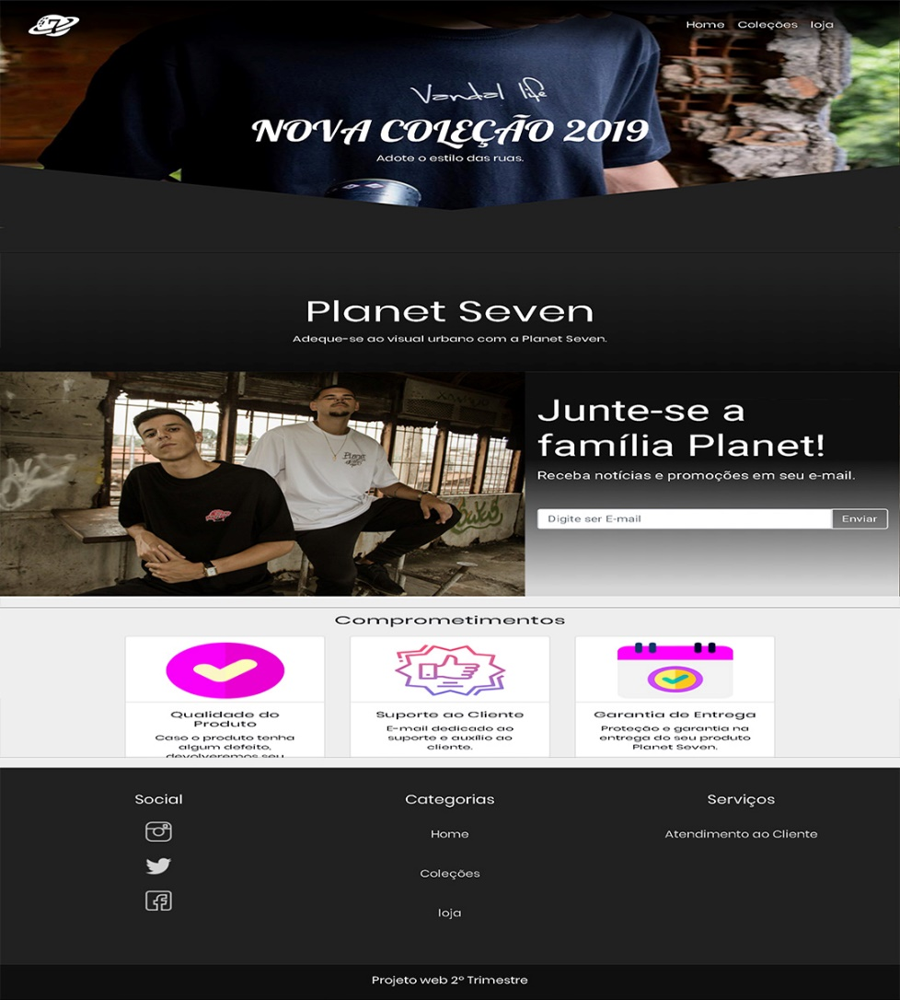 Home Coleções loja
Vandal life
NOVA COLEÇÃO 2019
Adote o estilo das ruas.
Planet Seven
Adeque-se ao visual urbano com a Planet Seven.
Junte-se a
família Planet!
Receba notícias e promoções em seu e-mail.
Digite ser E-mail Enviar
Comprometimentos
Qualidade do
Produto
Caso o produto tenha
algum defeito,
devolveremos seu
Suporte ao Cliente
E-mail dedicado ao
suporte e auxílio ao
cliente.
Garantia de Entrega
Proteção e garantia na
entrega do seu produto
Planet Seven.
Social
Categorias
Home
Coleções
loja
Serviços
Atendimento ao Cliente
Projeto web 2º Trimestre